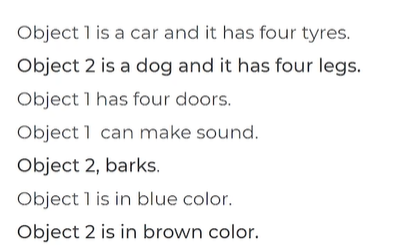 Object 1 is a car and it has four tyres.
Object 2 is a dog and it has four legs.
Object 1 has four doors.
Object 1 can make sound.
Object 2, barks.
Object 1 is in blue color.
Object 2 is in brown color.